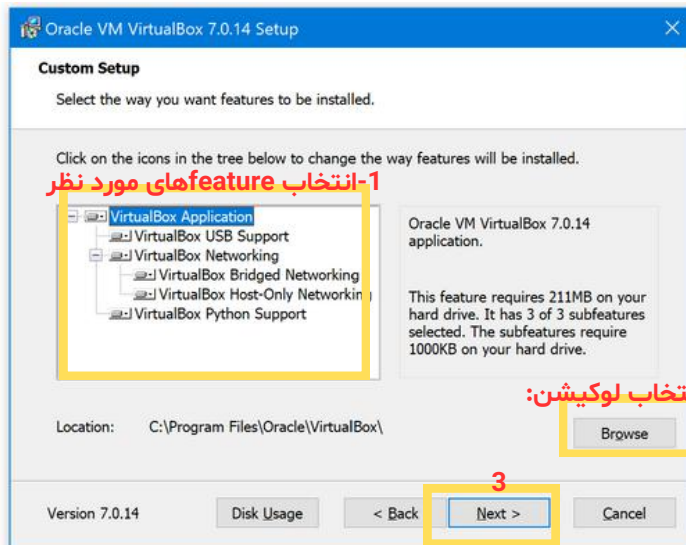 Oracle VM VirtualBox 7.0.14 Setup
Custom Setup
Select the way you want features to be installed.
Click on the icons in the tree below to change the way features will be installed.
1-انتخاب featureهای مورد نظر
VirtualBox Application
VirtualBox USB Support
VirtualBox Networking
VirtualBox Bridged Networking
VirtualBox Host-Only Networking
VirtualBox Python Support
Oracle VM VirtualBox 7.0.14
application.
This feature requires 211MB on your
hard drive. It has 3 of 3 subfeatures
selected. The subfeatures require
1000KB on your hard drive.
لوکیشن:
Location: C:\Program Files\Oracle\VirtualBox\
Browse
3
Version 7.0.14
Disk Usage
< Back
Next >
Cancel